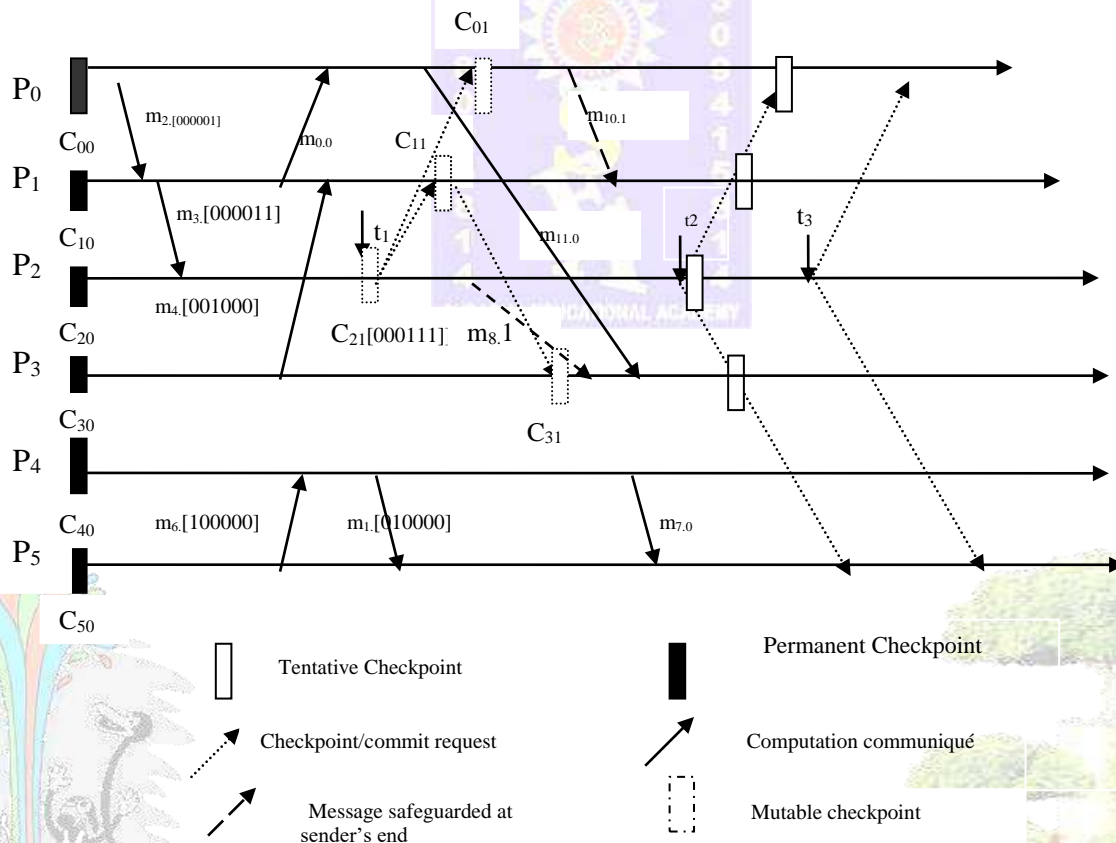 C01
P0
m2.[000001]
m10.1
C00
m0.0
C11
P1
m3.[000011]
t1
m11.0
t2
t3
C10
P2
m4.[001000]
C21[000111]
m8.1
C20
P3
C30
C31
P4
C40
m6.[100000]
m1.[010000]
m7.0
P5
C50
Tentative Checkpoint
Permanent Checkpoint
Checkpoint/commit request
Computation communiqué
Message safeguarded at
sender's end
Mutable checkpoint